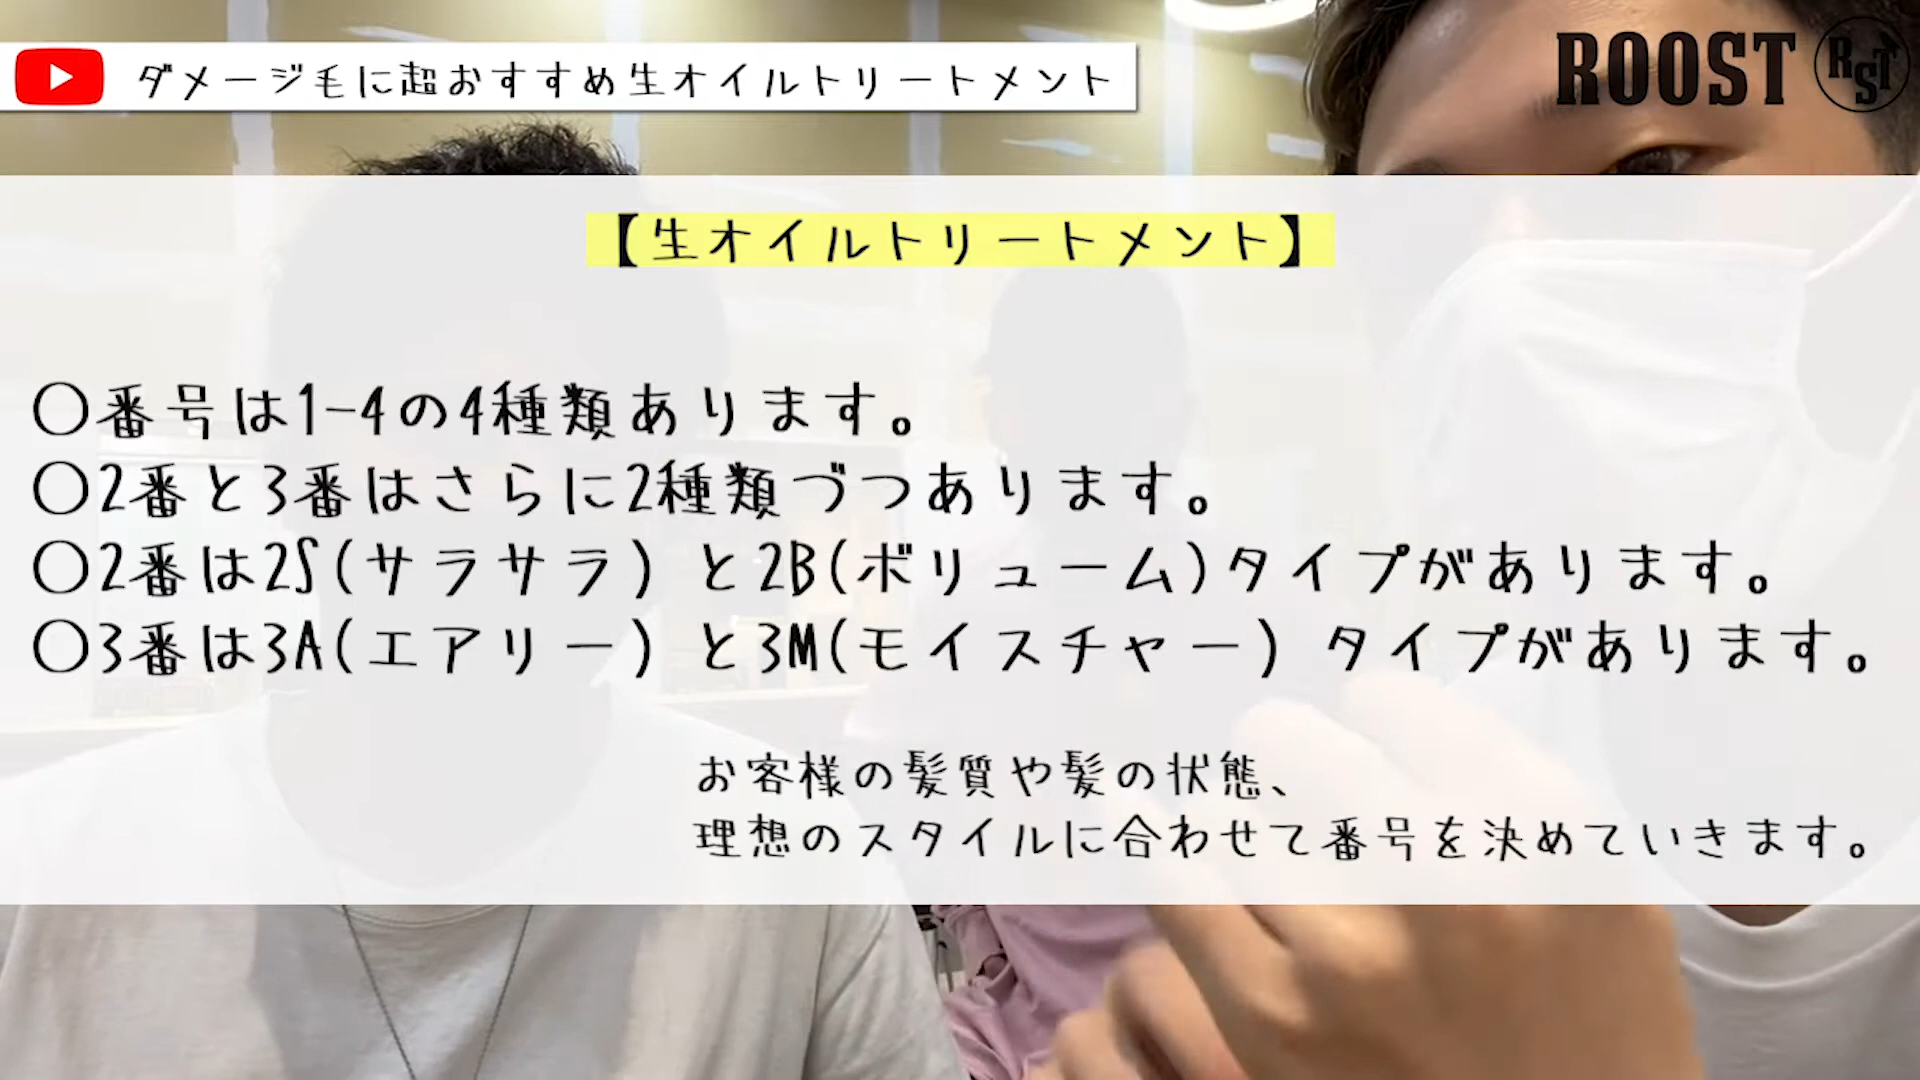 ダメージ毛に超おすすめ生オイルトリートメント
ROOST
RST
【生オイルトリートメント】
〇番号は1-4の4種類あります。
〇2番と3番はさらに2種類づつあります。
〇2番は2S(サラサラ)と2B(ボリューム)タイプがあります。
〇3番は3A(エアリー)と3M(モイスチャー)タイプがあります。
お客様の髪質や髪の状態、
理想のスタイルに合わせて番号を決めていきます。